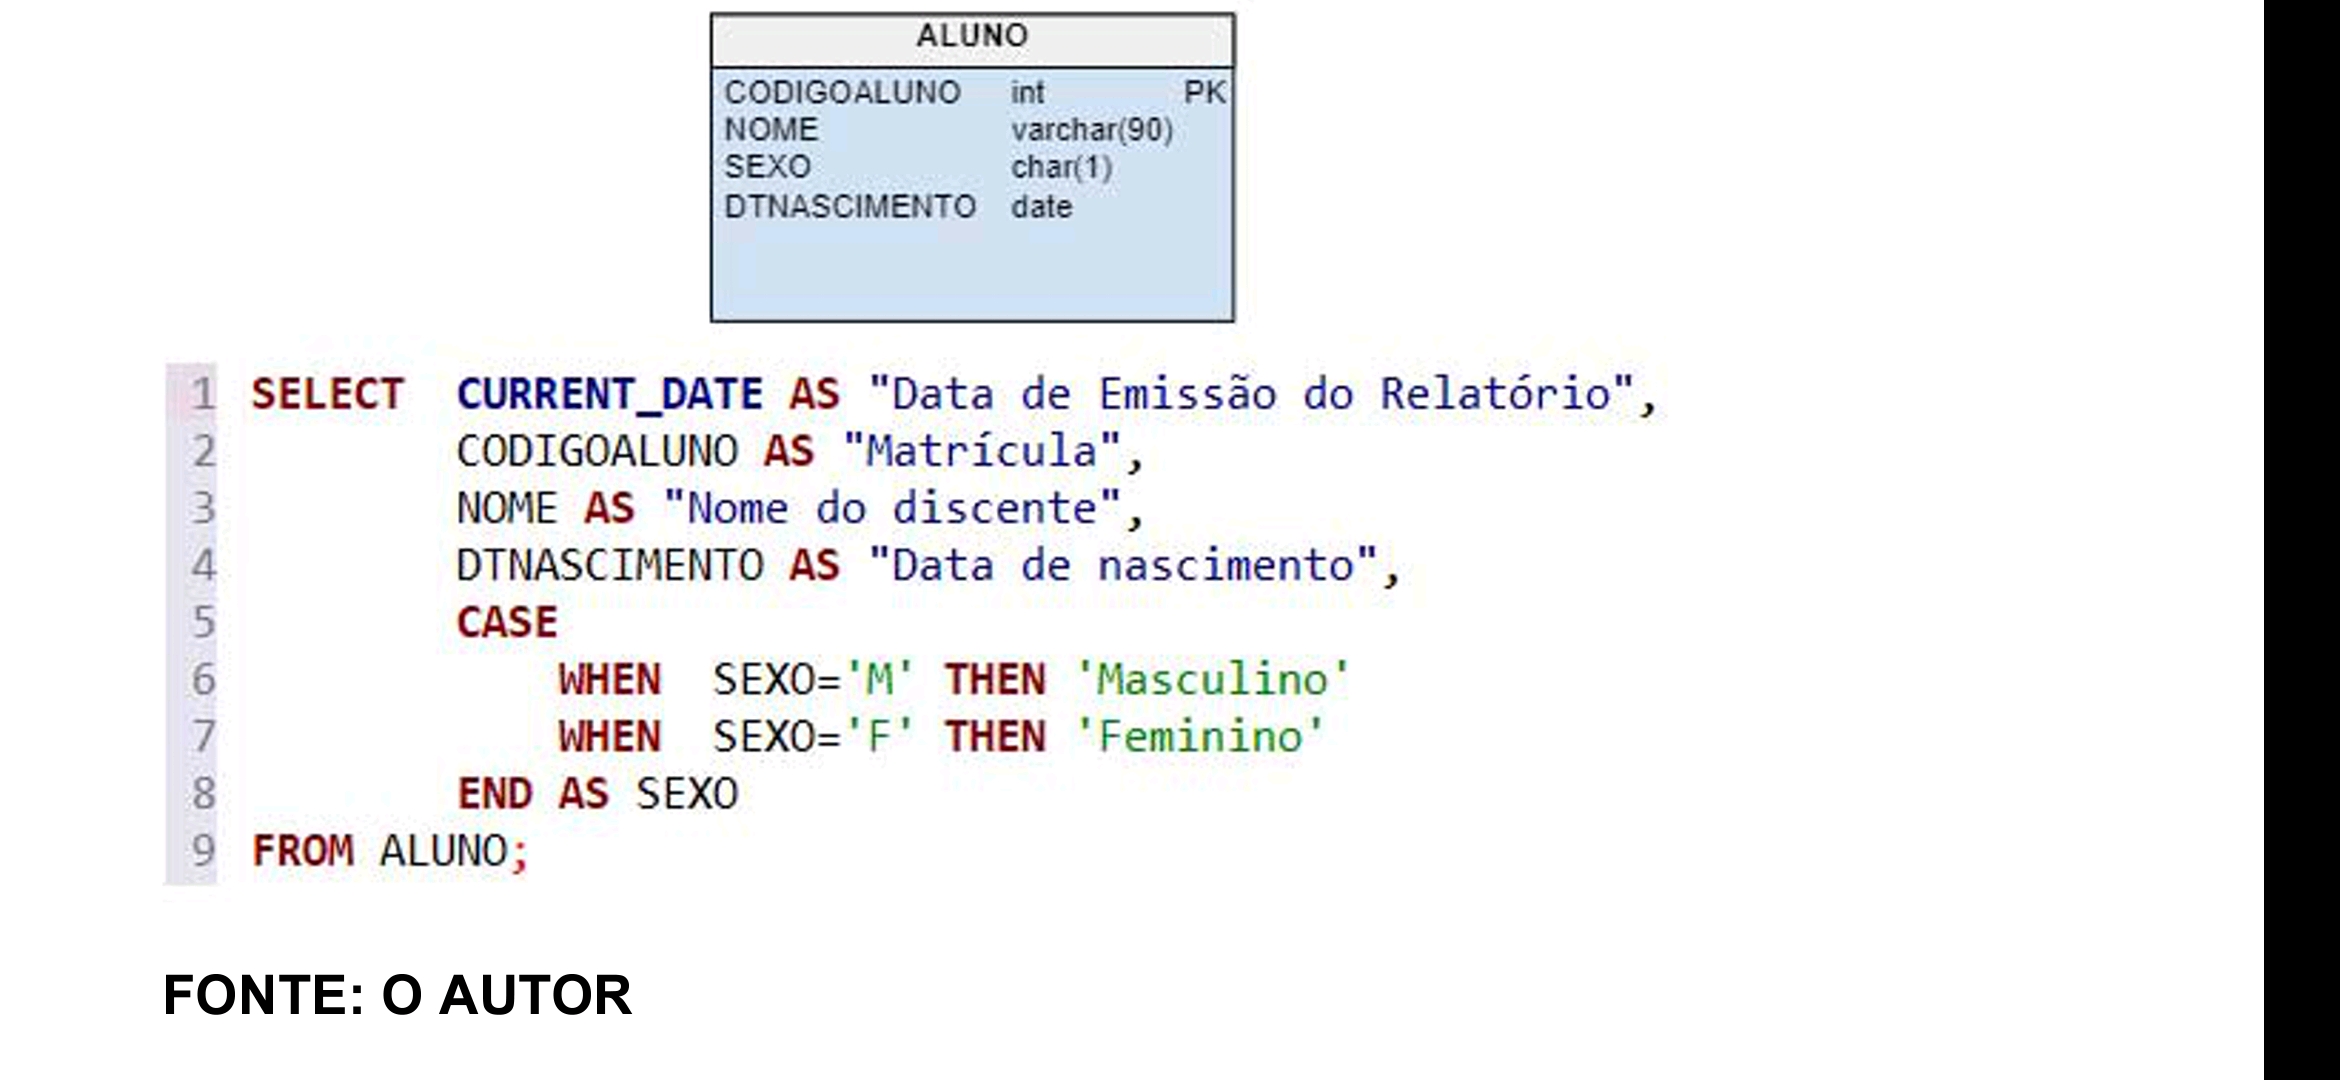 ALUNO
CODIGOALUNO int PK
NOME varchar(90)
SEXO char(1)
DTNASCIMENTO date
1 SELECT CURRENT_DATE AS "Data de Emissão do Relatório",
2 CODIGOALUNO AS "Matrícula",
3 NOME AS "Nome do discente",
4 DTNASCIMENTO AS "Data de nascimento",
5 CASE
6 WHEN SEXO='M' THEN 'Masculino'
7 WHEN SEXO='F' THEN 'Feminino'
8 END AS SEXO
9 FROM ALUNO;
FONTE: O AUTOR